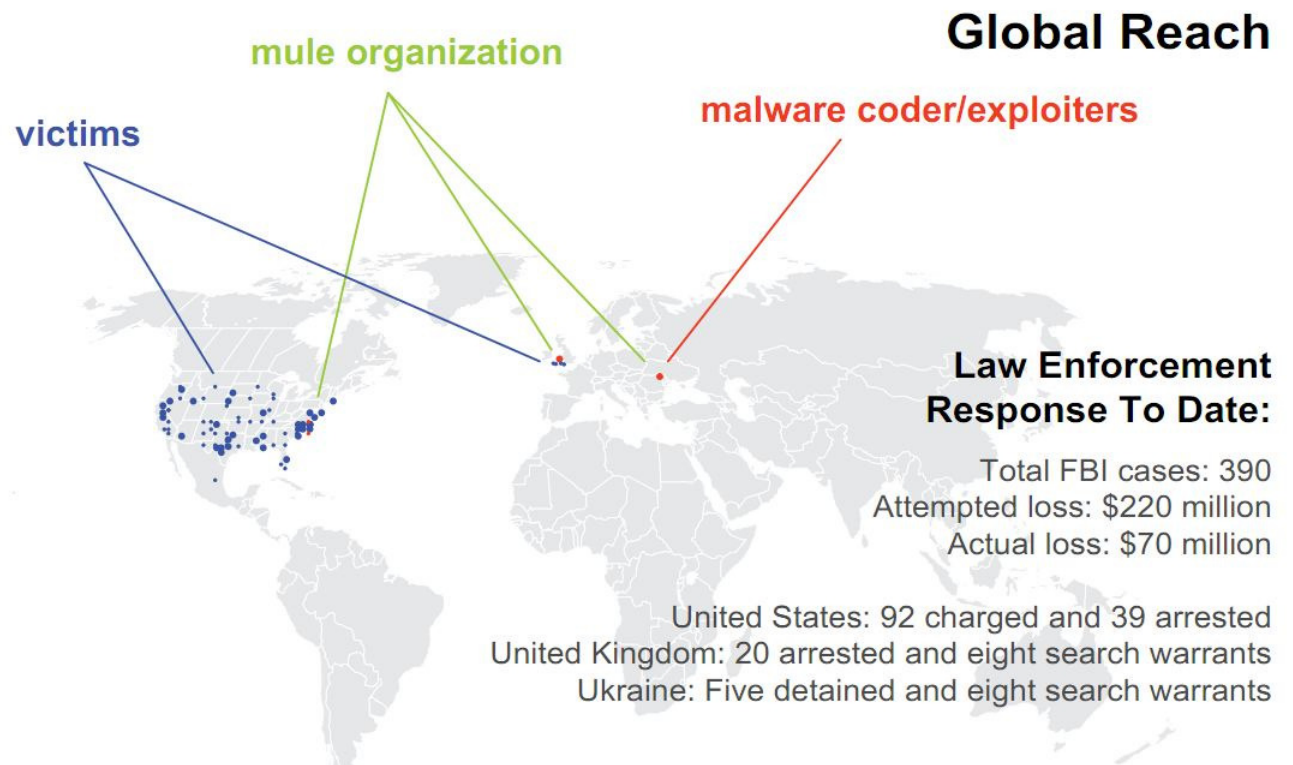 Global Reach
mule organization
malware coder/exploiters
victims
Law Enforcement
Response To Date:
Total FBI cases: 390
Attempted loss: $220 million
Actual loss: $70 million
United States: 92 charged and 39 arrested
United Kingdom: 20 arrested and eight search warrants
Ukraine: Five detained and eight search warrants